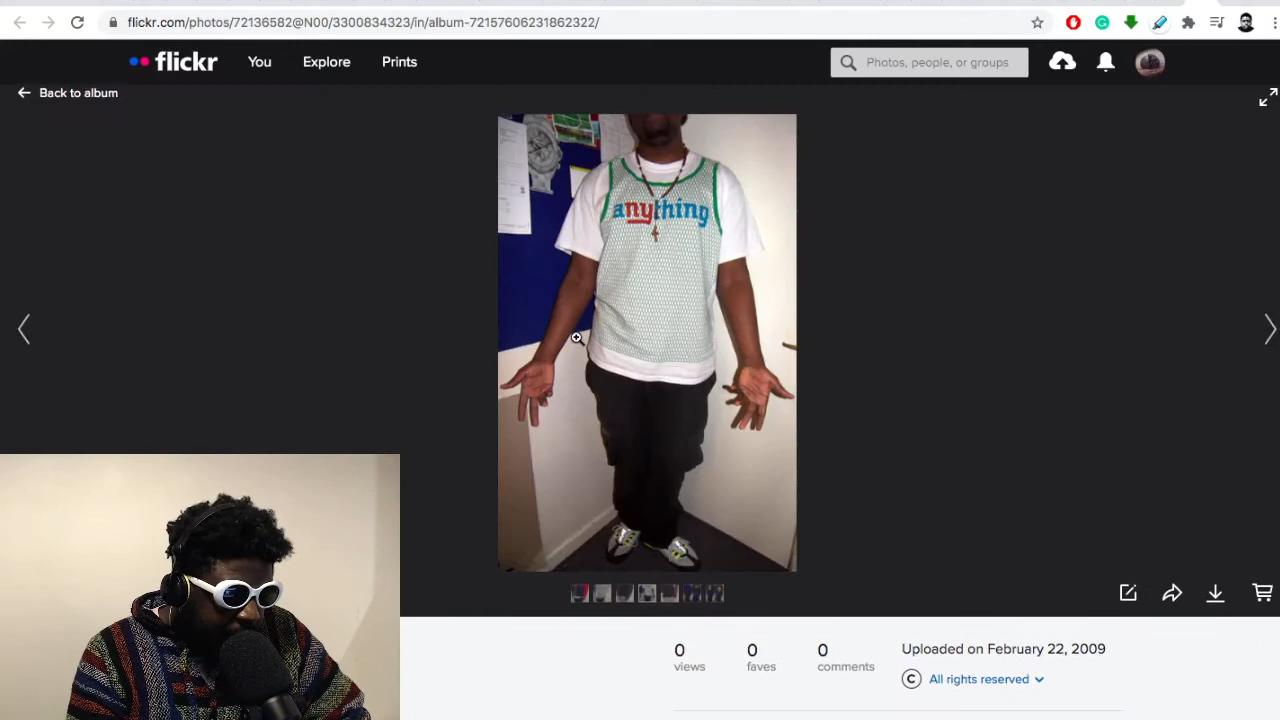 flickr.com/photos/72136582@N00/3300834323/in/album-72157606231862322/
flickr
You
Explore
Prints
Photos, people, or groups
Back to album
anything
0
views
0
faves
0
comments
Uploaded on February 22, 2009
All rights reserved